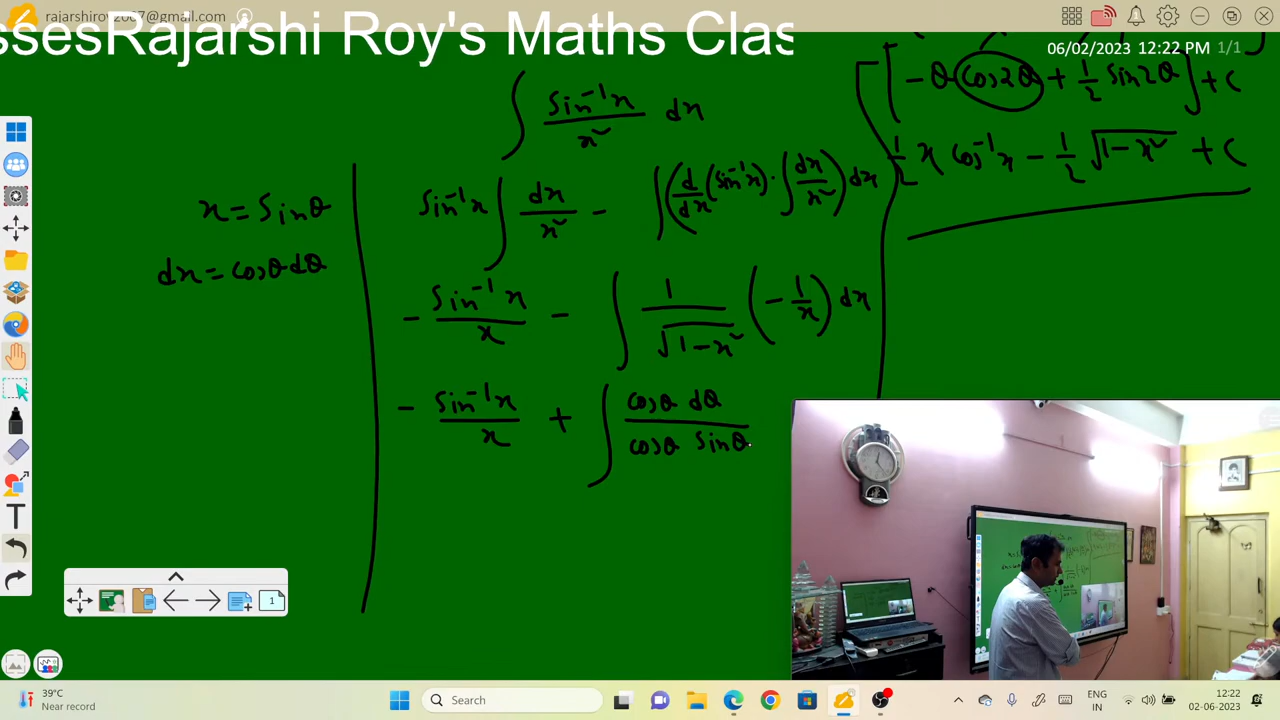 rajarshiroy2007@gmail.com
ssesRajarshi Roy's Maths Clas
06/02/2023 12:22 PM 1/1
∫ sin⁻¹x / x² dx
x = sinθ
dx = cosθ dθ
sin⁻¹x ∫ dx/x² − ∫ ( d/dx (sin⁻¹x) · ∫ dx/x² ) dx
− sin⁻¹x / x − ∫ 1/√(1−x²) (−1/x) dx
− sin⁻¹x / x + ∫ cosθ dθ / cosθ sinθ
[ −θ cos2θ + 1/2 sin2θ ] + C
1/2 x cos⁻¹x − 1/2 √(1−x²) + C
T
1
39°C
Near record
Search
ENG
IN
12:22
02-06-2023